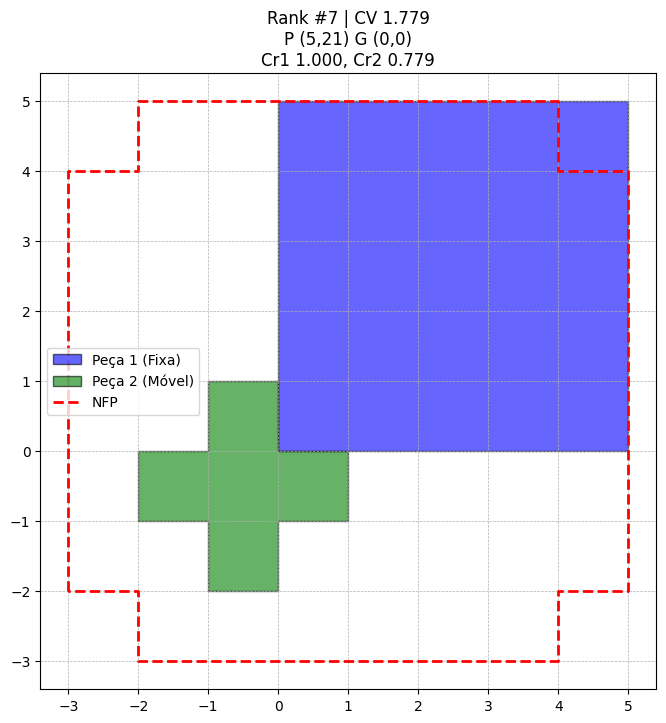 Rank #7 | CV 1.779
P (5,21) G (0,0)
Cr1 1.000, Cr2 0.779
5
4
3
2
1
0
−1
−2
−3
Peça 1 (Fixa)
Peça 2 (Móvel)
NFP
−3 −2 −1 0 1 2 3 4 5